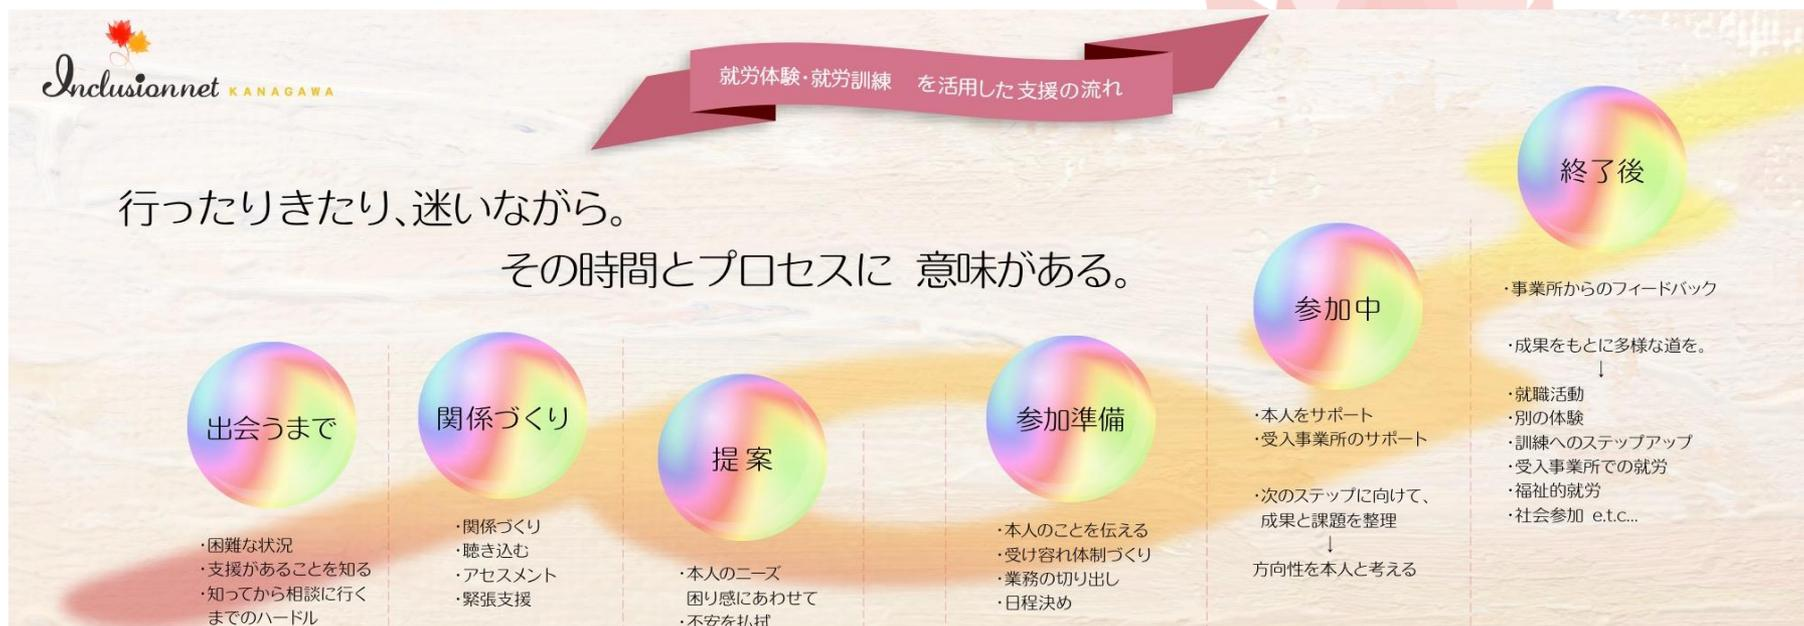 Inclusionnet KANAGAWA
就労体験・就労訓練 を活用した支援の流れ
行ったりきたり、迷いながら。
その時間とプロセスに 意味がある。
出会うまで
・困難な状況
・支援があることを知る
・知ってから相談に行く
までのハードル
関係づくり
・関係づくり
・聴き込む
・アセスメント
・緊張支援
提案
・本人のニーズ
困り感にあわせて
・不安を払拭
参加準備
・本人のことを伝える
・受け容れ体制づくり
・業務の切り出し
・日程決め
参加中
・本人をサポート
・受入事業所のサポート
・次のステップに向けて、
成果と課題を整理
↓
方向性を本人と考える
終了後
・事業所からのフィードバック
・成果をもとに多様な道を。
↓
・就職活動
・別の体験
・訓練へのステップアップ
・受入事業所での就労
・福祉的就労
・社会参加 e.t.c...